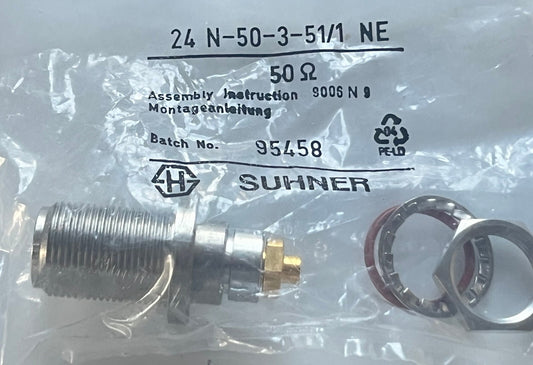 24 N-50-3-51/1 NE
50 Ω
Assembly Instruction 9006 N 9
Montageanleitung
Batch No. 95458
04
PE-LD
H SUHNER